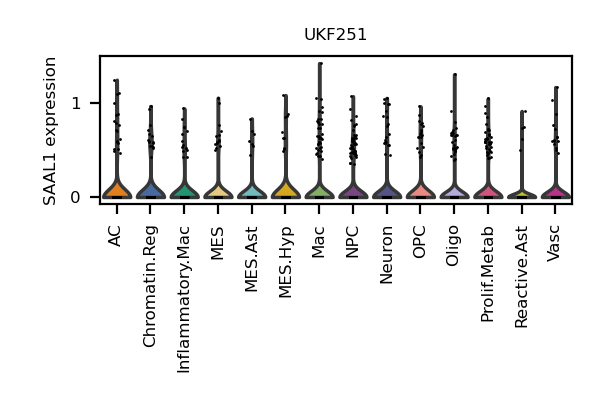 UKF251
SAAL1 expression
1
0
AC
Chromatin.Reg
Inflammatory.Mac
MES
MES.Ast
MES.Hyp
Mac
NPC
Neuron
OPC
Oligo
Prolif.Metab
Reactive.Ast
Vasc